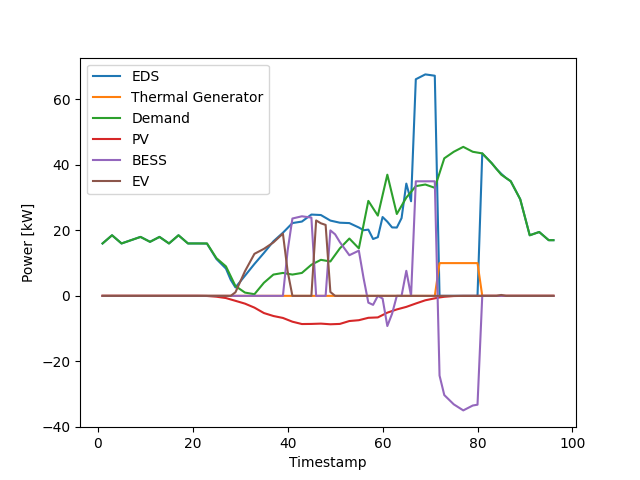 EDS
Thermal Generator
Demand
PV
BESS
EV
Power [kW]
60
40
20
0
−20
−40
0 20 40 60 80 100
Timestamp